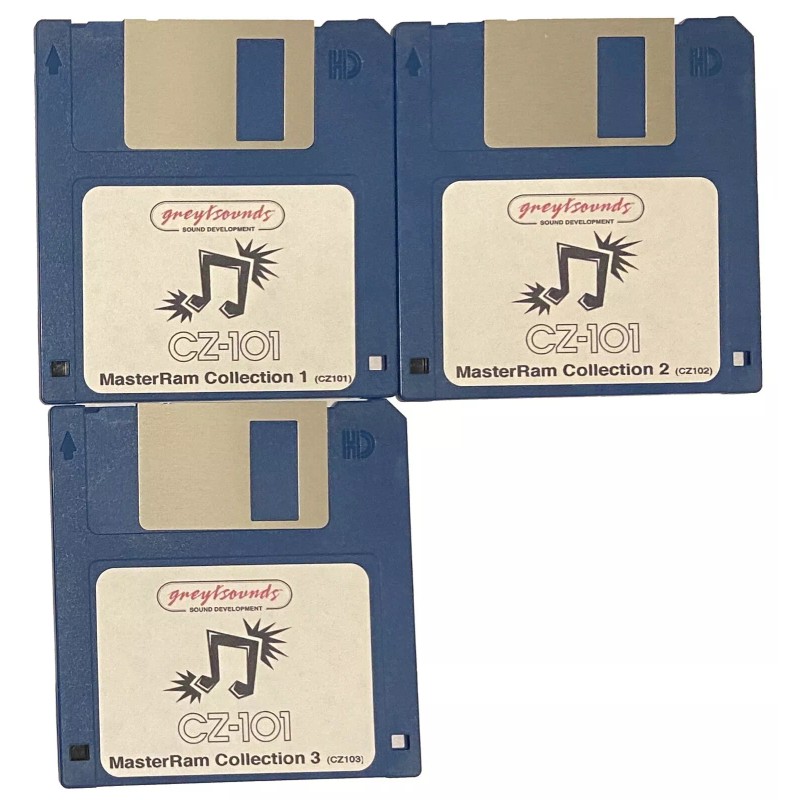 HD
greytsounds
SOUND DEVELOPMENT
CZ-101
MasterRam Collection 1 (CZ101)
HD
greytsounds
SOUND DEVELOPMENT
CZ-101
MasterRam Collection 2 (CZ102)
HD
greytsounds
SOUND DEVELOPMENT
CZ-101
MasterRam Collection 3 (CZ103)